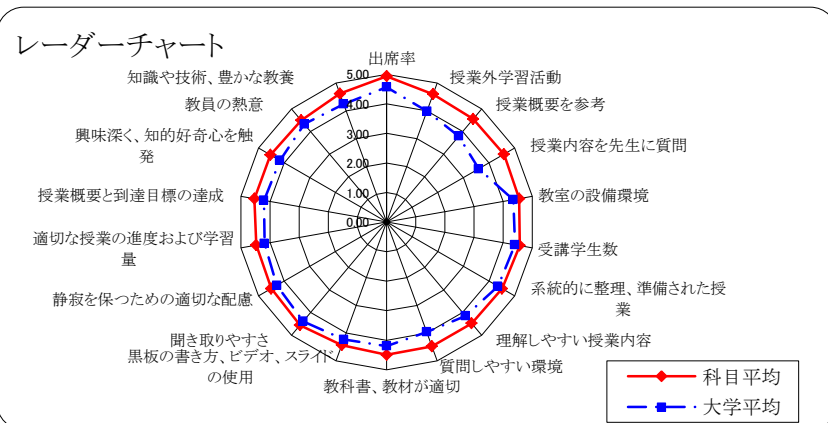 レーダーチャート
出席率
授業外学習活動
授業概要を参考
授業内容を先生に質問
教室の設備環境
受講学生数
系統的に整理、準備された授
業
理解しやすい授業内容
質問しやすい環境
教科書、教材が適切
黒板の書き方、ビデオ、スライド
の使用
聞き取りやすさ
静寂を保つための適切な配慮
適切な授業の進度および学習
量
授業概要と到達目標の達成
興味深く、知的好奇心を触
発
教員の熱意
知識や技術、豊かな教養
5.00
4.00
3.00
2.00
1.00
0.00
科目平均
大学平均